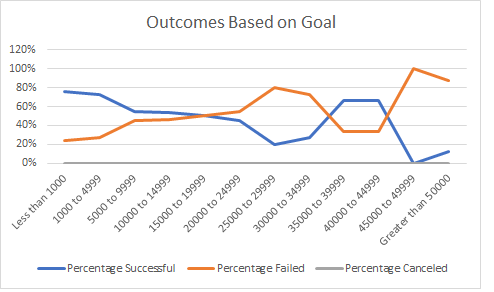 Outcomes Based on Goal
120%
100%
80%
60%
40%
20%
0%
Less than 1000
1000 to 4999
5000 to 9999
10000 to 14999
15000 to 19999
20000 to 24999
25000 to 29999
30000 to 34999
35000 to 39999
40000 to 44999
45000 to 49999
Greater than 50000
Percentage Successful
Percentage Failed
Percentage Canceled